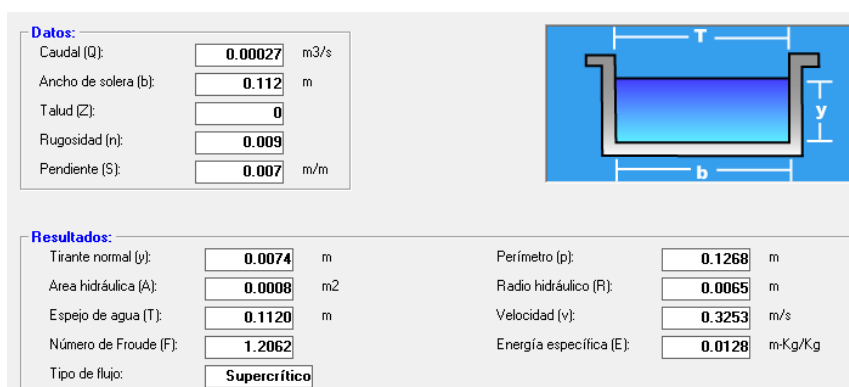 Datos:
Caudal (Q): 0.00027 m3/s
Ancho de solera (b): 0.112 m
Talud (Z): 0
Rugosidad (n): 0.009
Pendiente (S): 0.007 m/m
T
y
b
Resultados:
Tirante normal (y): 0.0074 m Perímetro (p): 0.1268 m
Area hidráulica (A): 0.0008 m2 Radio hidráulico (R): 0.0065 m
Espejo de agua (T): 0.1120 m Velocidad (v): 0.3253 m/s
Número de Froude (F): 1.2062 Energía específica (E): 0.0128 m-Kg/Kg
Tipo de flujo: Supercrítico